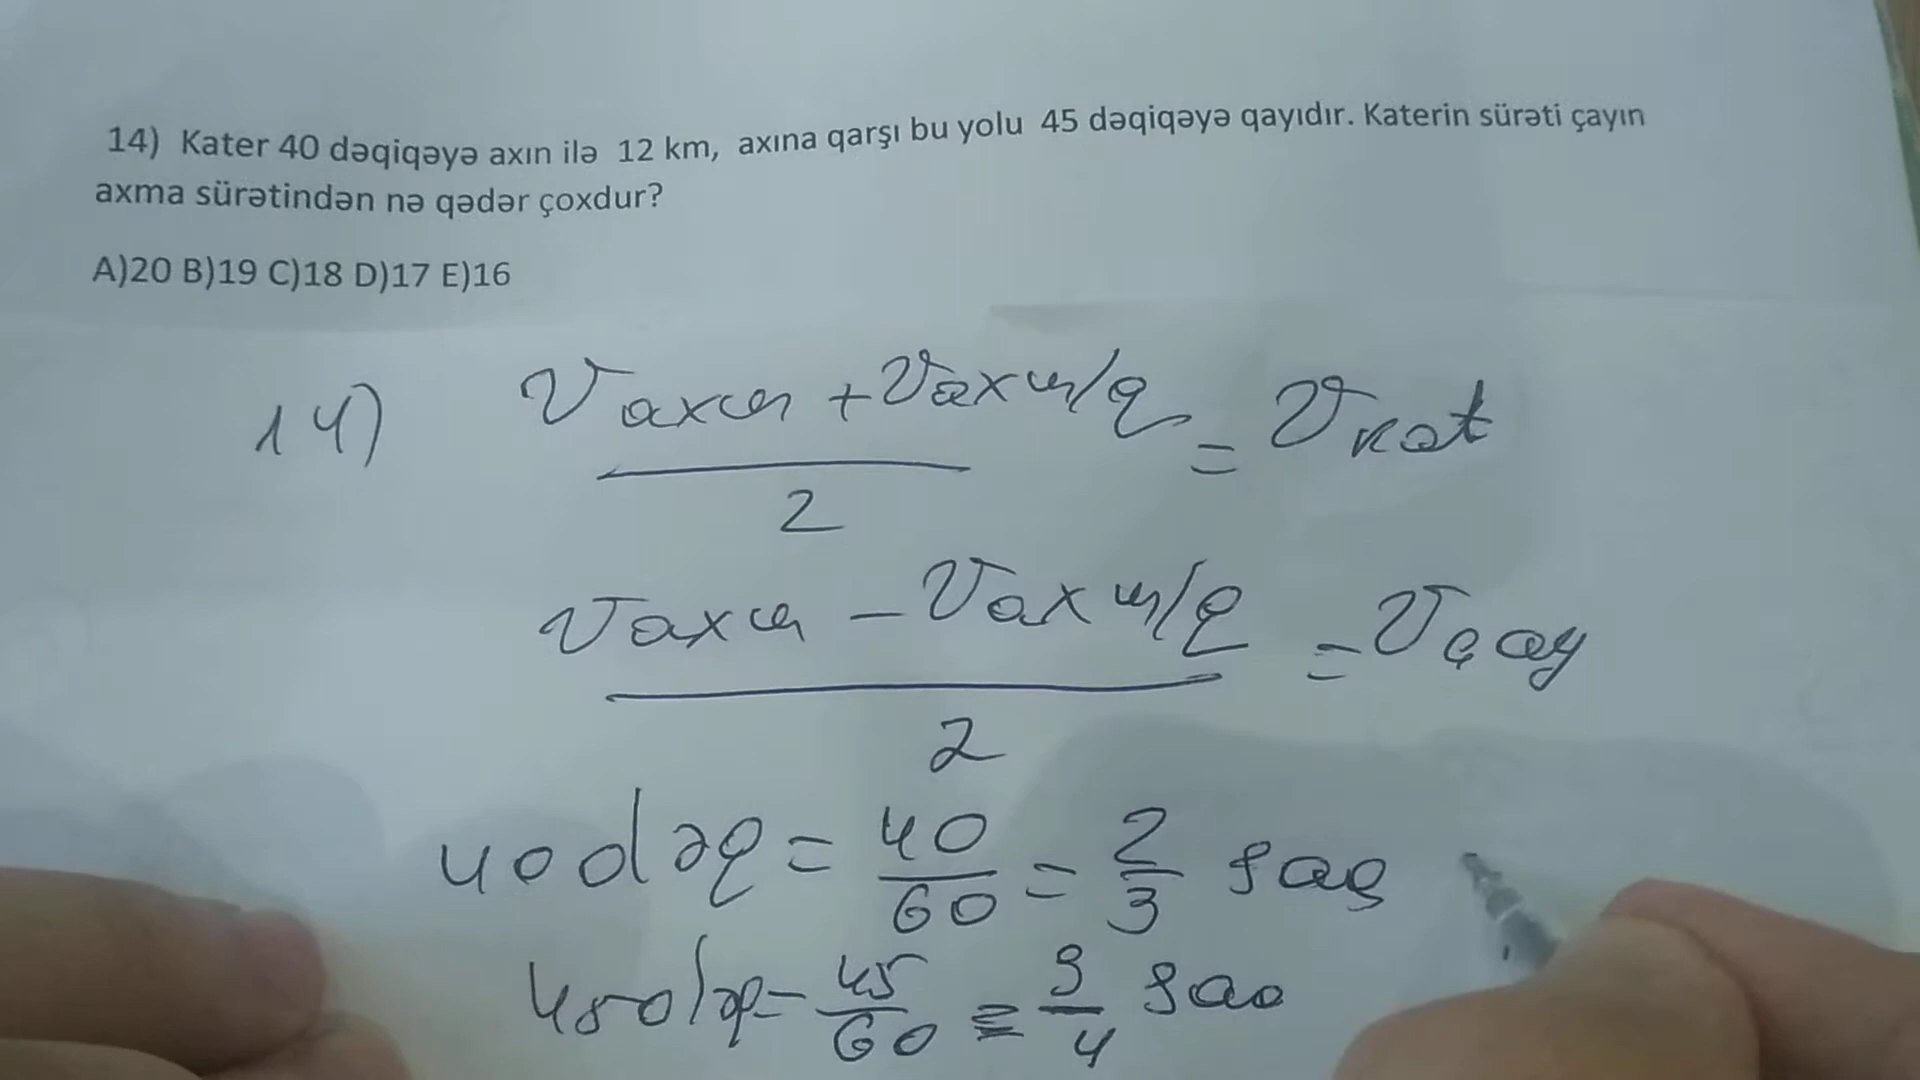 14) Kater 40 dəqiqəyə axın ilə 12 km, axına qarşı bu yolu 45 dəqiqəyə qayıdır. Katerin sürəti çayın
axma sürətindən nə qədər çoxdur?
A)20 B)19 C)18 D)17 E)16
14) Vaxın + Vaxın/q = Vkat
2
Vaxın - Vaxın/q = Vçay
2
40dəq = 40/60 = 2/3 saa
45dəq = 45/60 = 3/4 saa